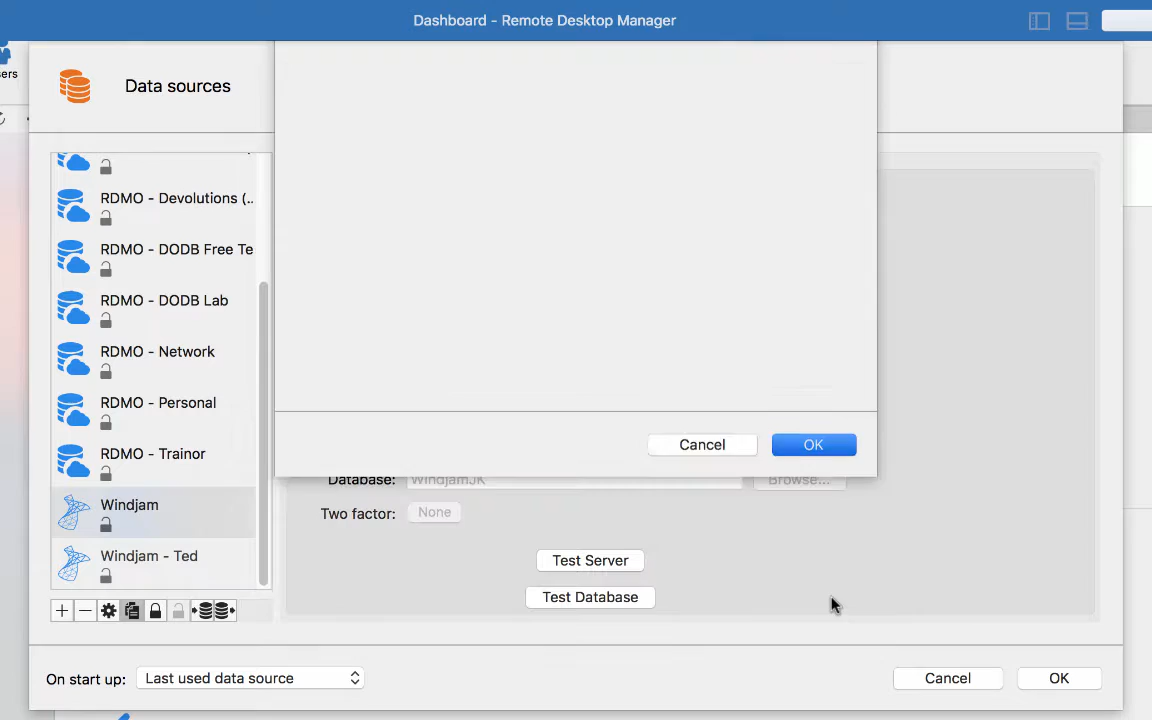 Dashboard - Remote Desktop Manager
sers
Data sources
RDMO - Devolutions (..
RDMO - DODB Free Te
RDMO - DODB Lab
RDMO - Network
RDMO - Personal
RDMO - Trainor
Windjam
Windjam - Ted
Cancel
OK
Database:
WindjamJK
Browse...
Two factor:
None
Test Server
Test Database
On start up:
Last used data source
Cancel
OK